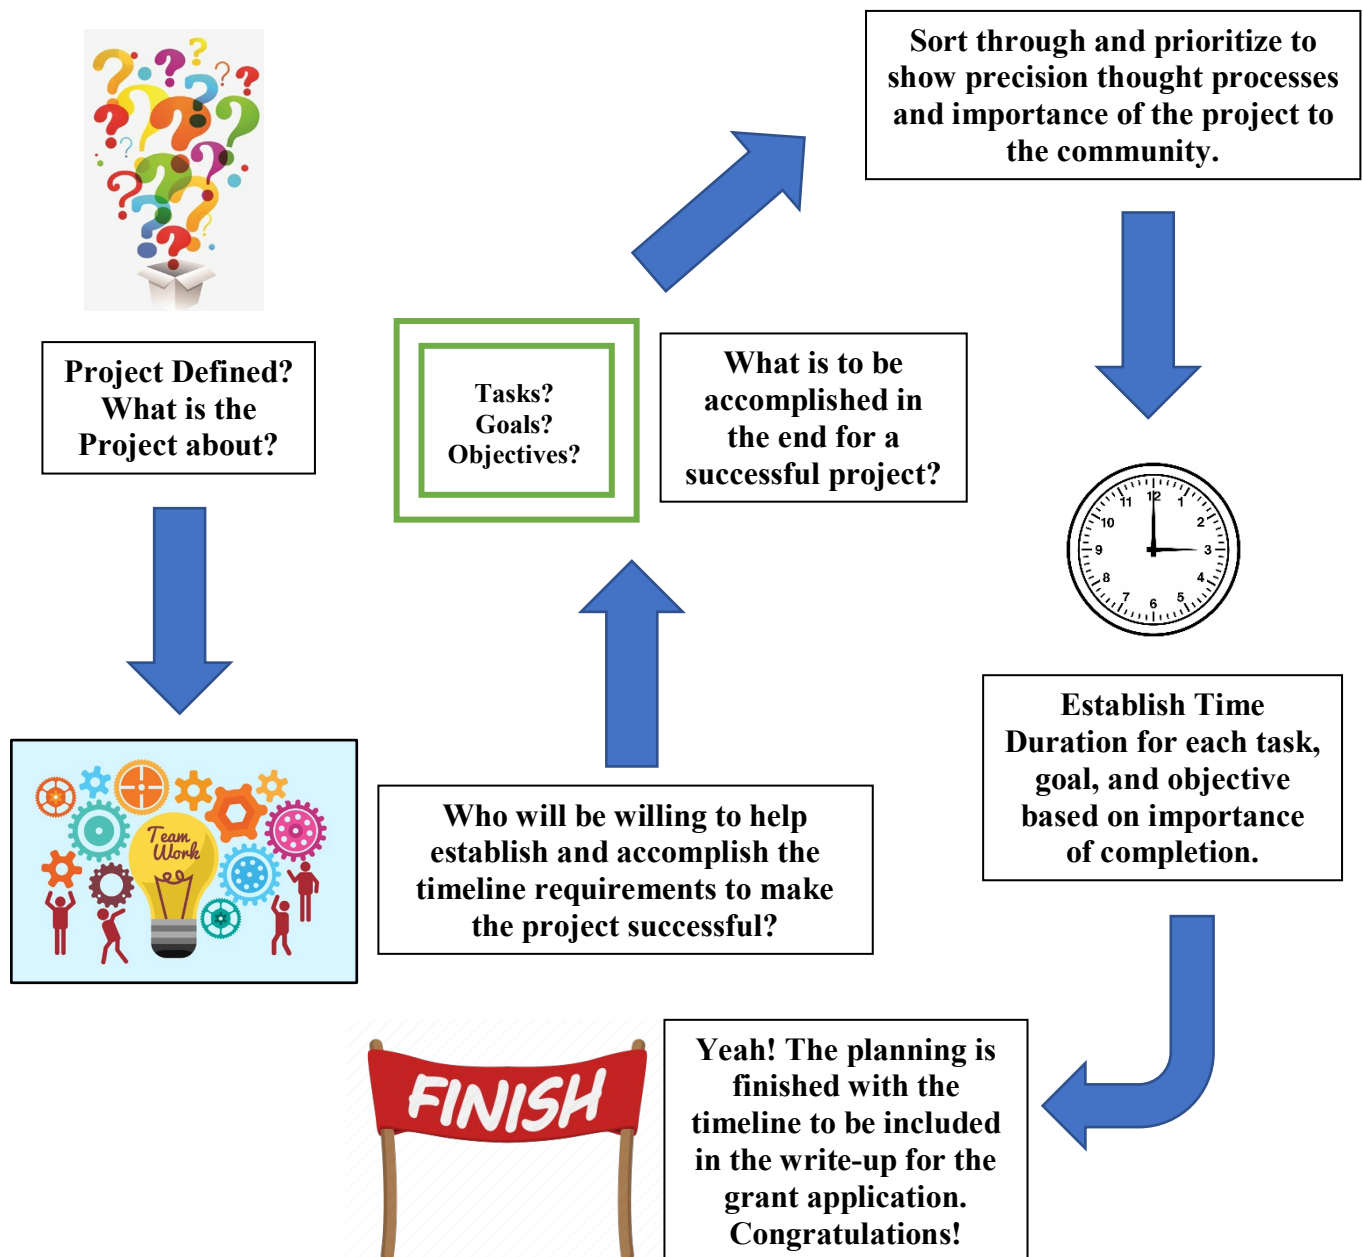 Project Defined?
What is the
Project about?
Team
Work
Who will be willing to help
establish and accomplish the
timeline requirements to make
the project successful?
Tasks?
Goals?
Objectives?
What is to be
accomplished in
the end for a
successful project?
Sort through and prioritize to
show precision thought processes
and importance of the project to
the community.
12
1
2
3
4
5
6
7
8
9
10
11
Establish Time
Duration for each task,
goal, and objective
based on importance
of completion.
FINISH
Yeah! The planning is
finished with the
timeline to be included
in the write-up for the
grant application.
Congratulations!